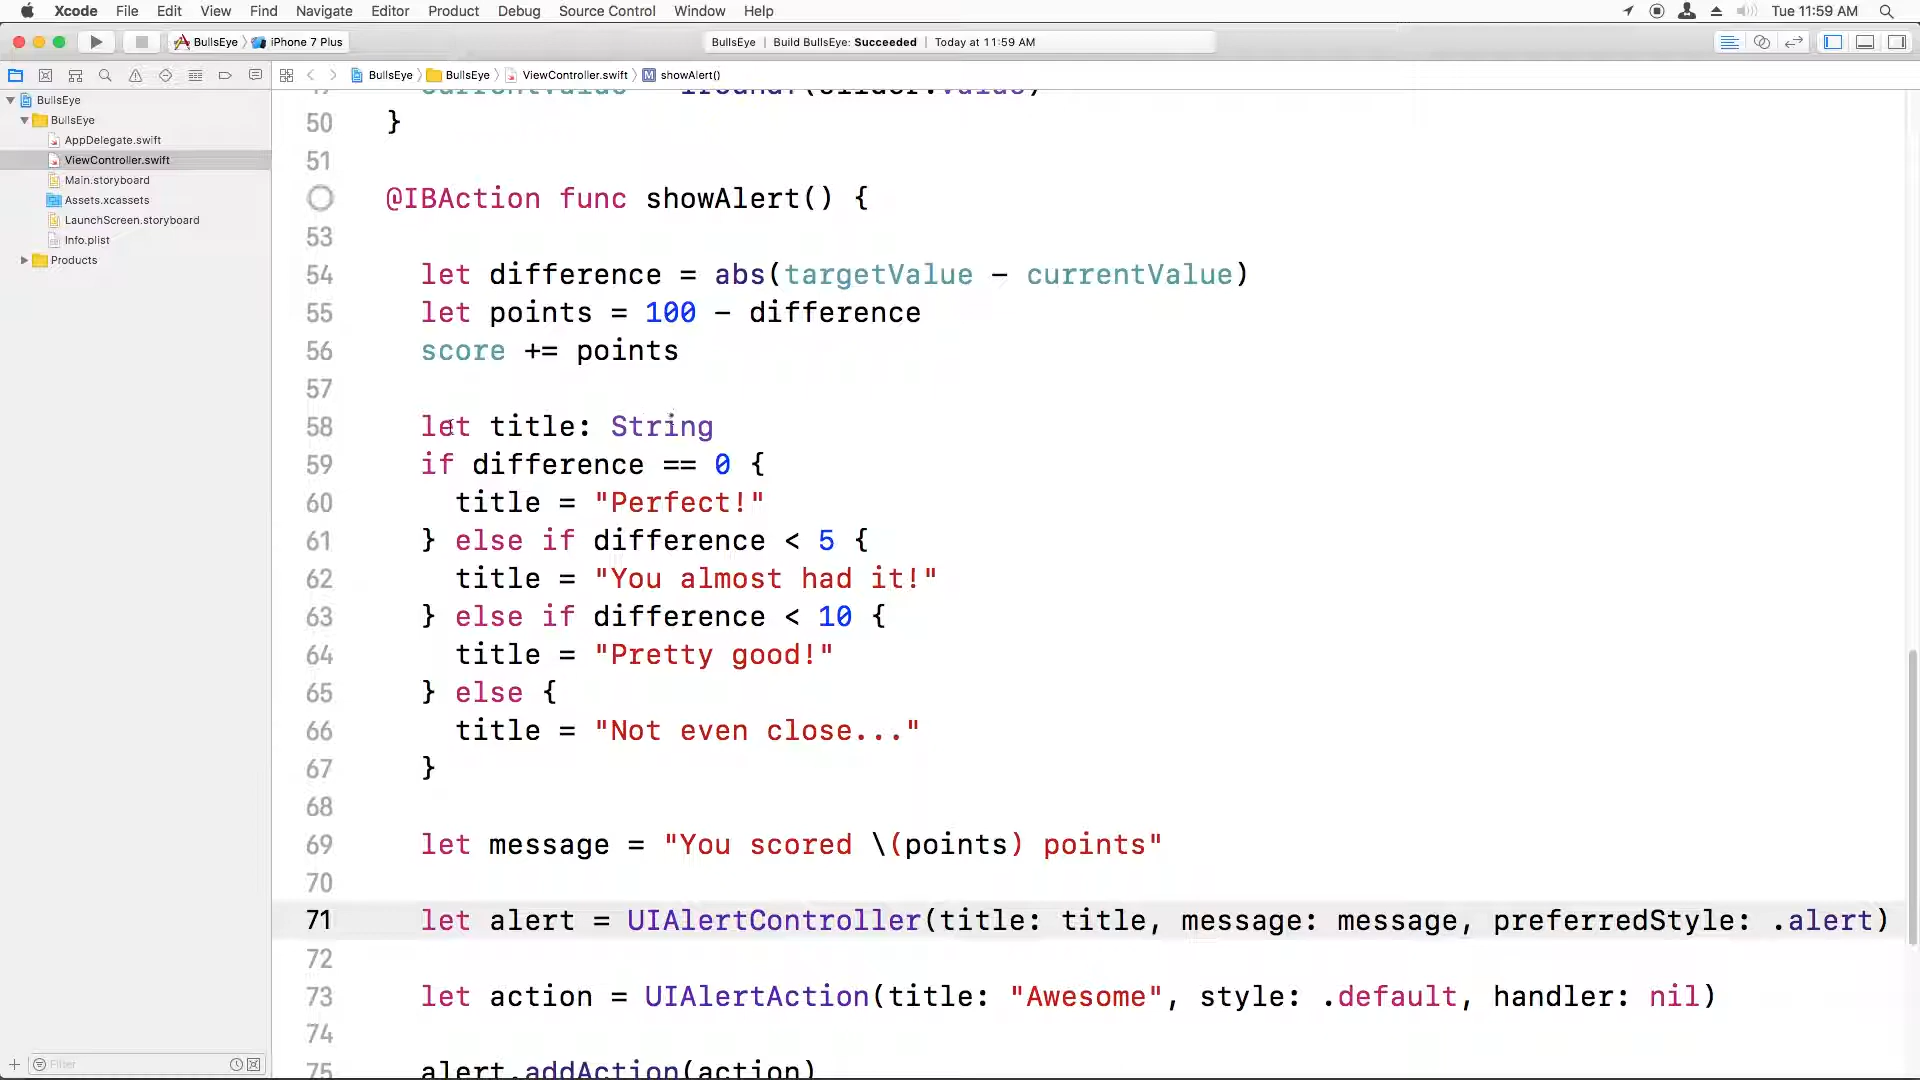 Xcode File Edit View Find Navigate Editor Product Debug Source Control Window Help Tue 11:59 AM
BullsEye iPhone 7 Plus BullsEye | Build BullsEye: Succeeded | Today at 11:59 AM
BullsEye BullsEye ViewController.swift M showAlert()
BullsEye
BullsEye
AppDelegate.swift
ViewController.swift
Main.storyboard
Assets.xcassets
LaunchScreen.storyboard
Info.plist
Products
Filter
50 }
51
@IBAction func showAlert() {
53
54 let difference = abs(targetValue - currentValue)
55 let points = 100 - difference
56 score += points
57
58 let title: String
59 if difference == 0 {
60 title = "Perfect!"
61 } else if difference < 5 {
62 title = "You almost had it!"
63 } else if difference < 10 {
64 title = "Pretty good!"
65 } else {
66 title = "Not even close..."
67 }
68
69 let message = "You scored \(points) points"
70
71 let alert = UIAlertController(title: title, message: message, preferredStyle: .alert)
72
73 let action = UIAlertAction(title: "Awesome", style: .default, handler: nil)
74
75 alert.addAction(action)